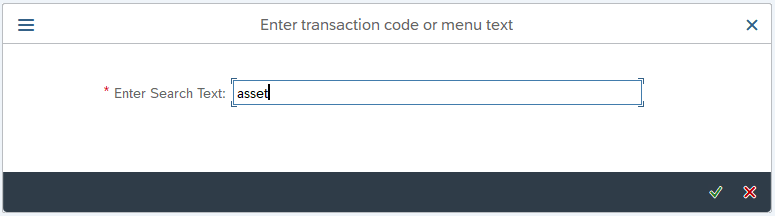 Enter transaction code or menu text
* Enter Search Text: asset